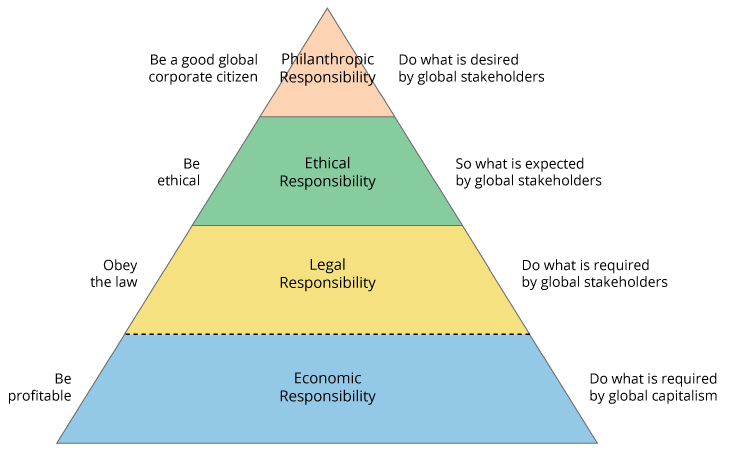 Be a good global
corporate citizen
Philanthropic
Responsibility
Do what is desired
by global stakeholders
Be
ethical
Ethical
Responsibility
So what is expected
by global stakeholders
Obey
the law
Legal
Responsibility
Do what is required
by global stakeholders
Be
profitable
Economic
Responsibility
Do what is required
by global capitalism